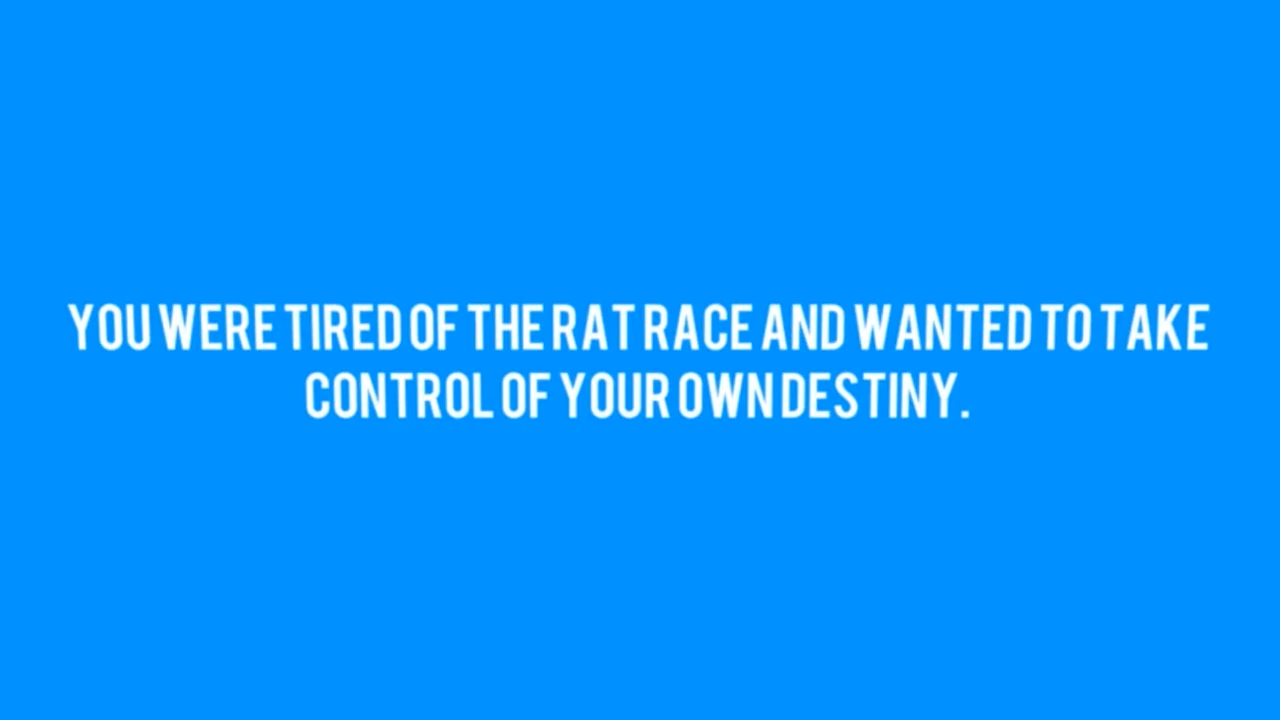 YOU WERE TIRED OF THE RAT RACE AND WANTED TO TAKE
CONTROL OF YOUR OWN DESTINY.